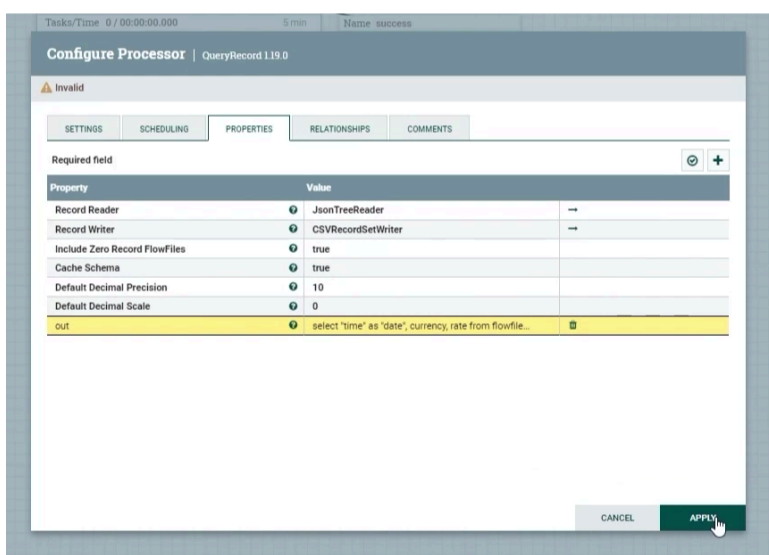 Tasks/Time 0 / 00:00:00.000 5 min Name success
Configure Processor | QueryRecord 1.19.0
Invalid
SETTINGS SCHEDULING PROPERTIES RELATIONSHIPS COMMENTS
Required field
Property Value
Record Reader JsonTreeReader
Record Writer CSVRecordSetWriter
Include Zero Record FlowFiles true
Cache Schema true
Default Decimal Precision 10
Default Decimal Scale 0
out select "time" as "date", currency, rate from flowfile...
CANCEL APPLY